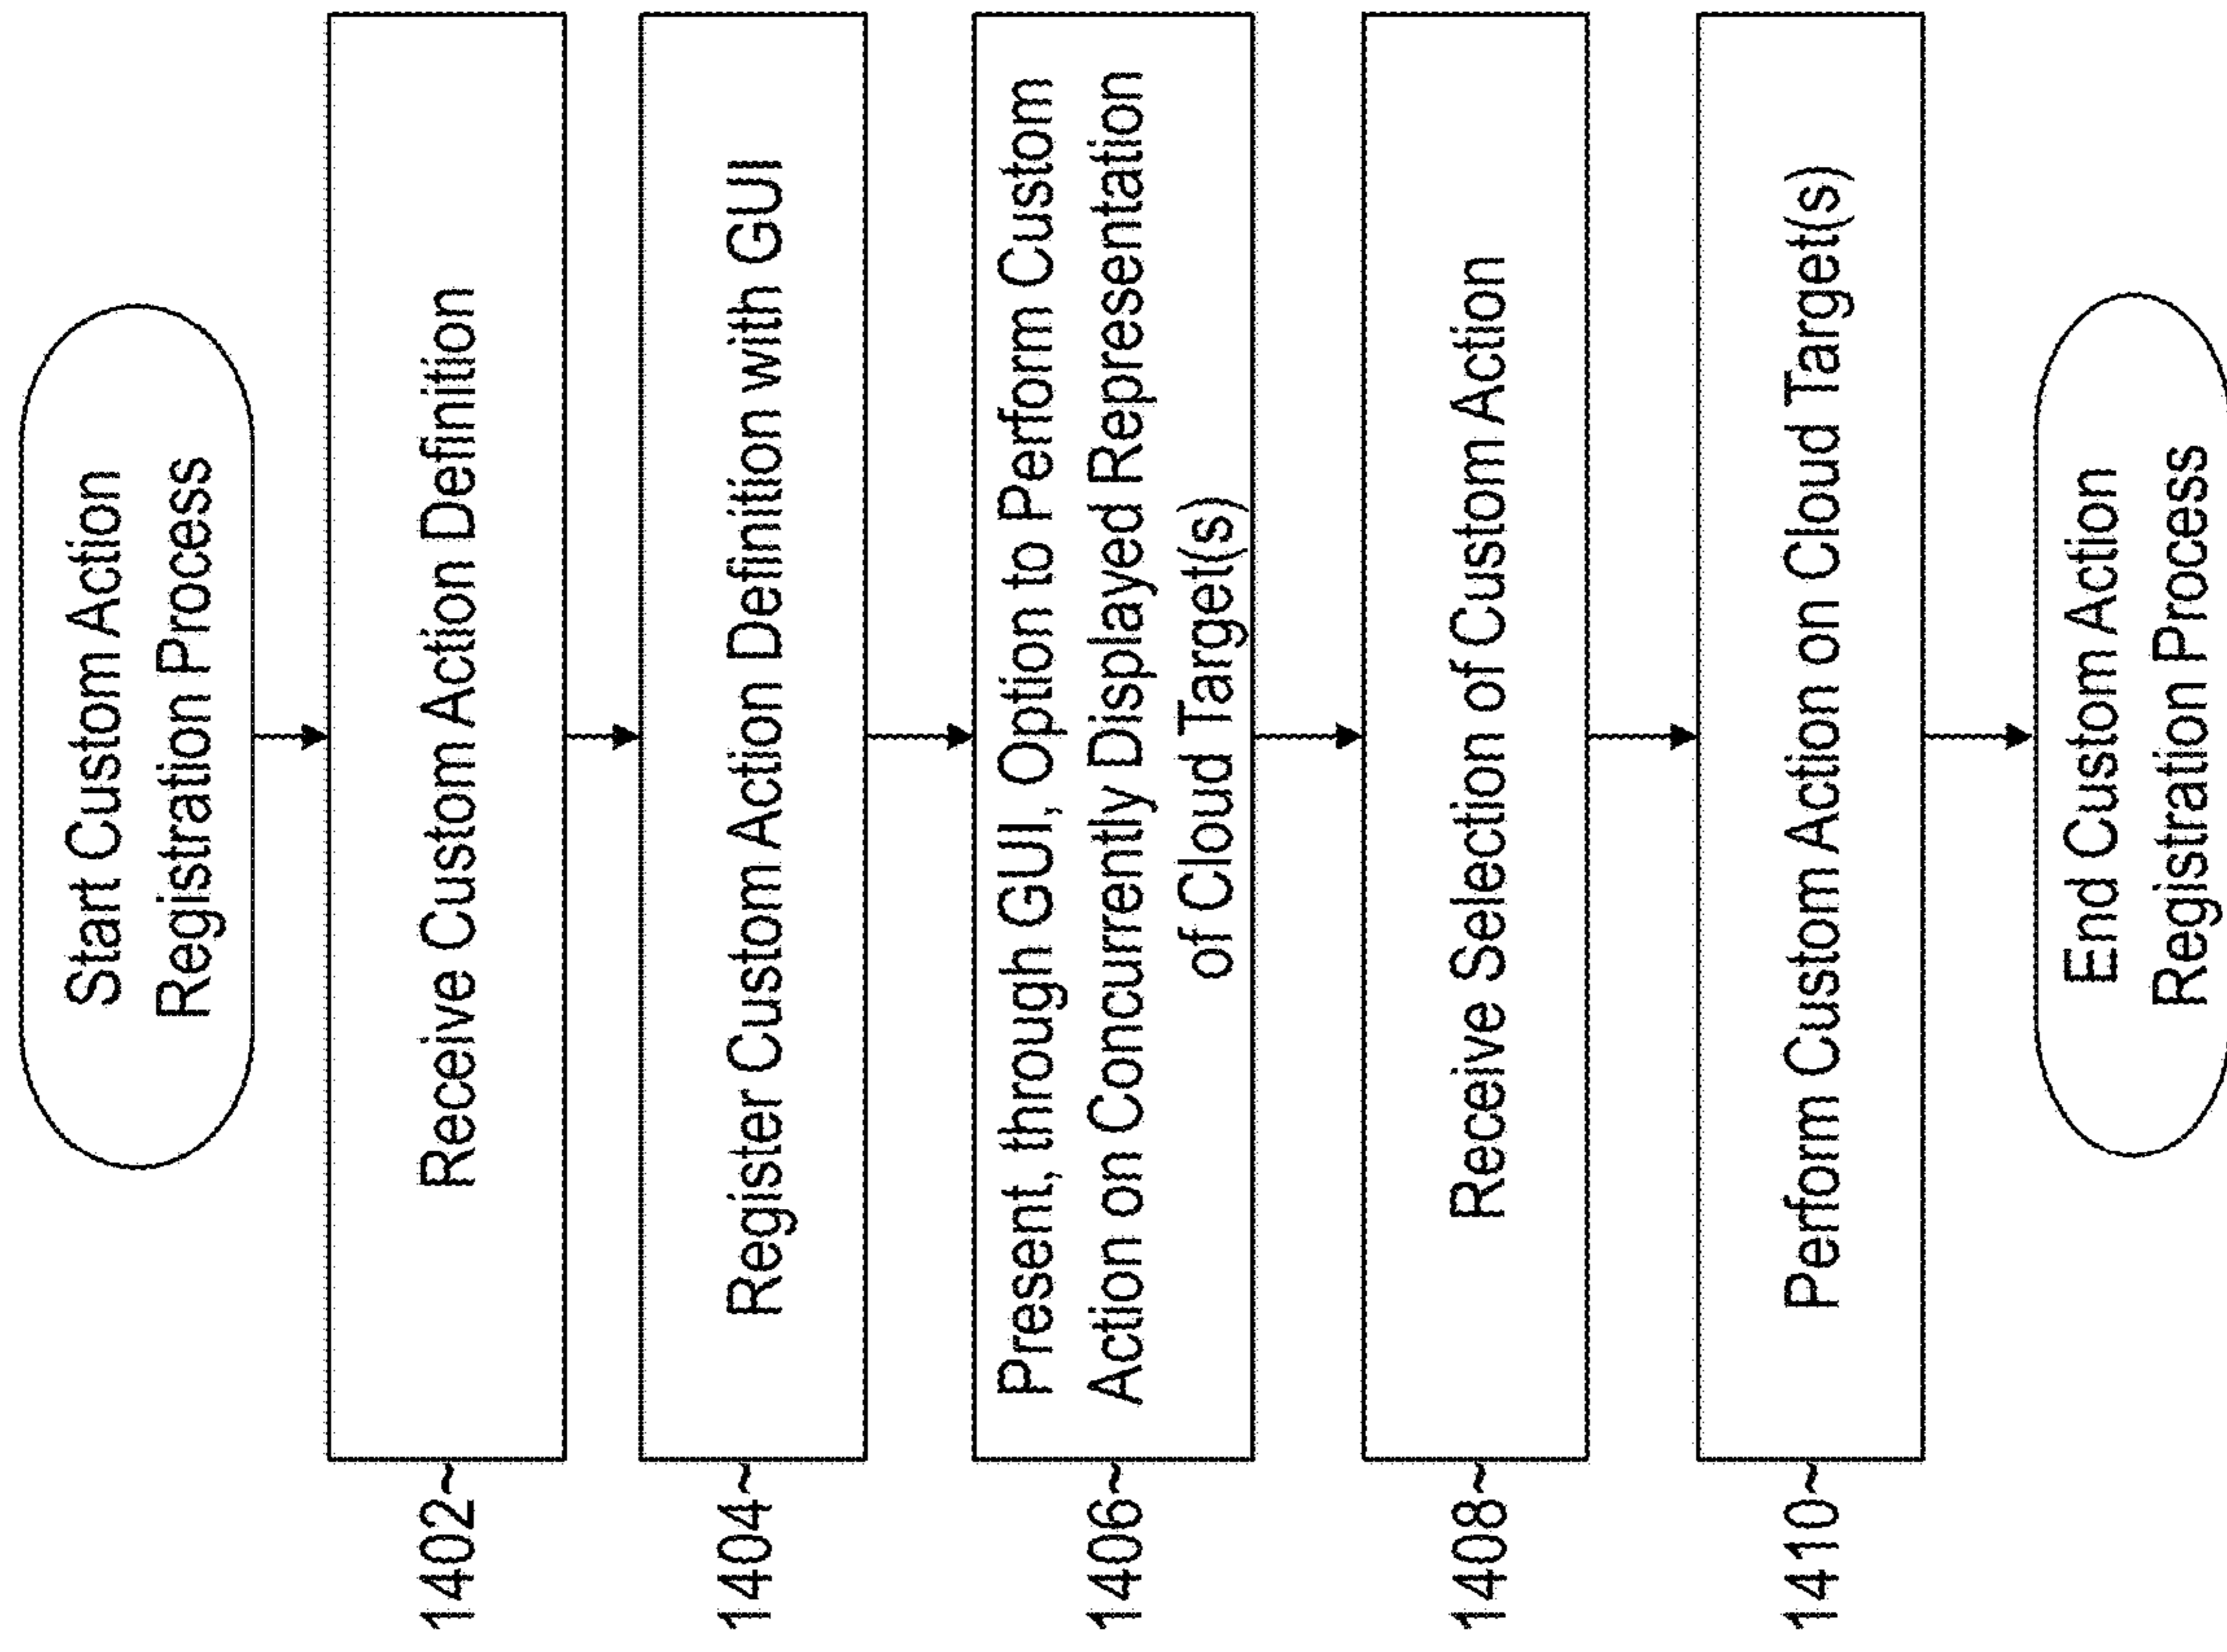 Start Custom Action
Registration Process
1402~
Receive Custom Action Definition
1404~
Register Custom Action Definition with GUI
1406~
Present, through GUI, Option to Perform Custom
Action on Concurrently Displayed Representation
of Cloud Target(s)
1408~
Receive Selection of Custom Action
1410~
Perform Custom Action on Cloud Target(s)
End Custom Action
Registration Process